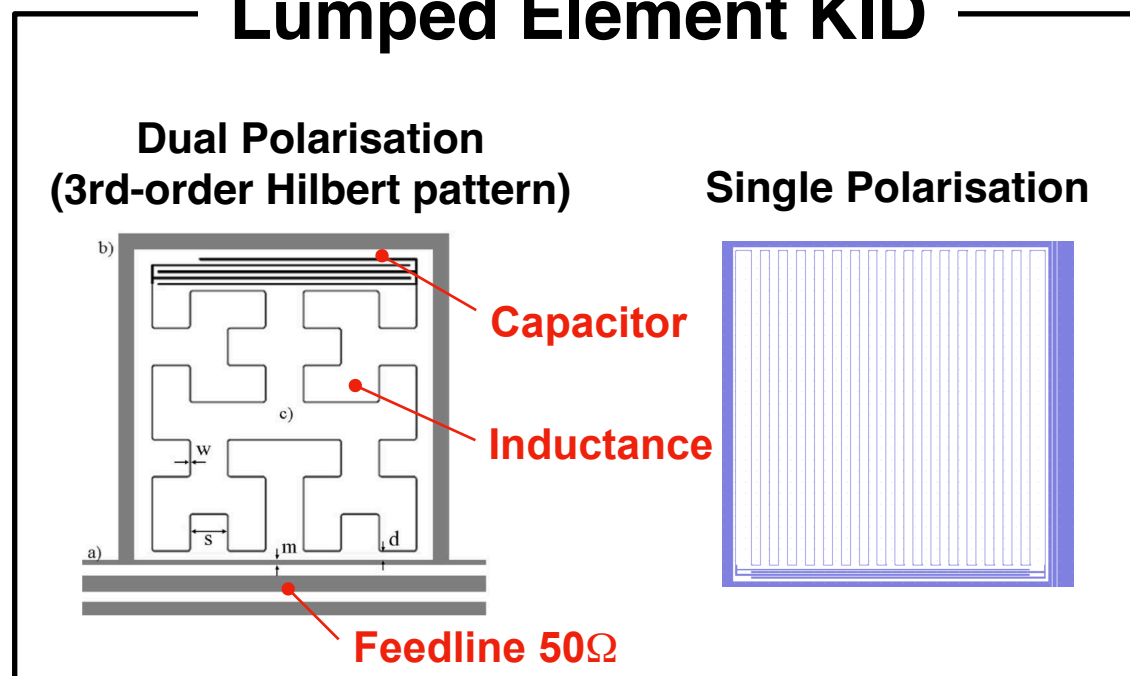 Lumped Element KID
Dual Polarisation
(3rd-order Hilbert pattern)
Single Polarisation
b)
Capacitor
c)
Inductance
w
s
m
d
a)
Feedline 50Ω